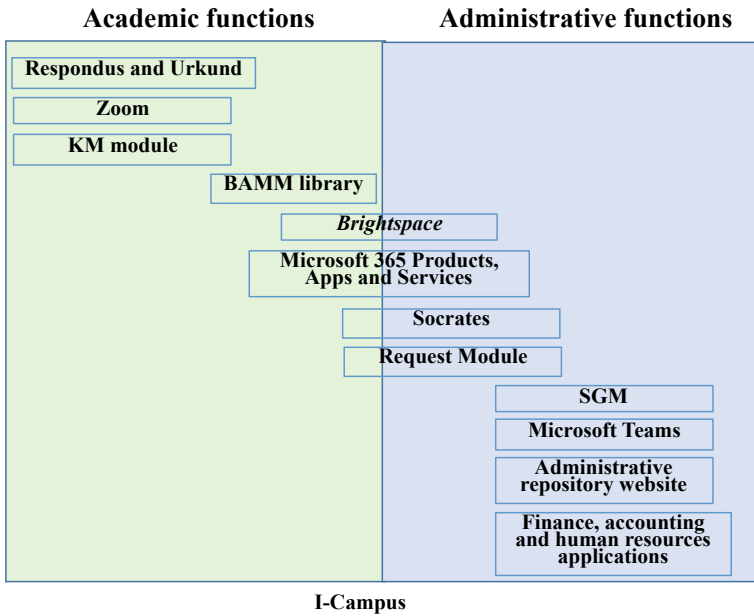 Academic functions
Administrative functions
Respondus and Urkund
Zoom
KM module
BAMM library
Brightspace
Microsoft 365 Products,
Apps and Services
Socrates
Request Module
SGM
Microsoft Teams
Administrative
repository website
Finance, accounting
and human resources
applications
I-Campus